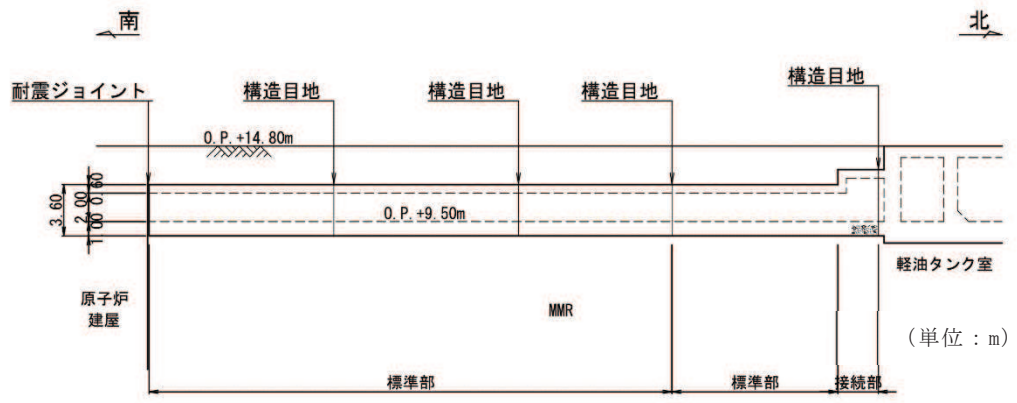 南
北
耐震ジョイント
構造目地
構造目地
構造目地
構造目地
O.P.+14.80m
3.60
0.60
2.00
1.00
O.P.+9.50m
軽油タンク室
原子炉
建屋
MMR
(単位:m)
標準部
標準部
接続部